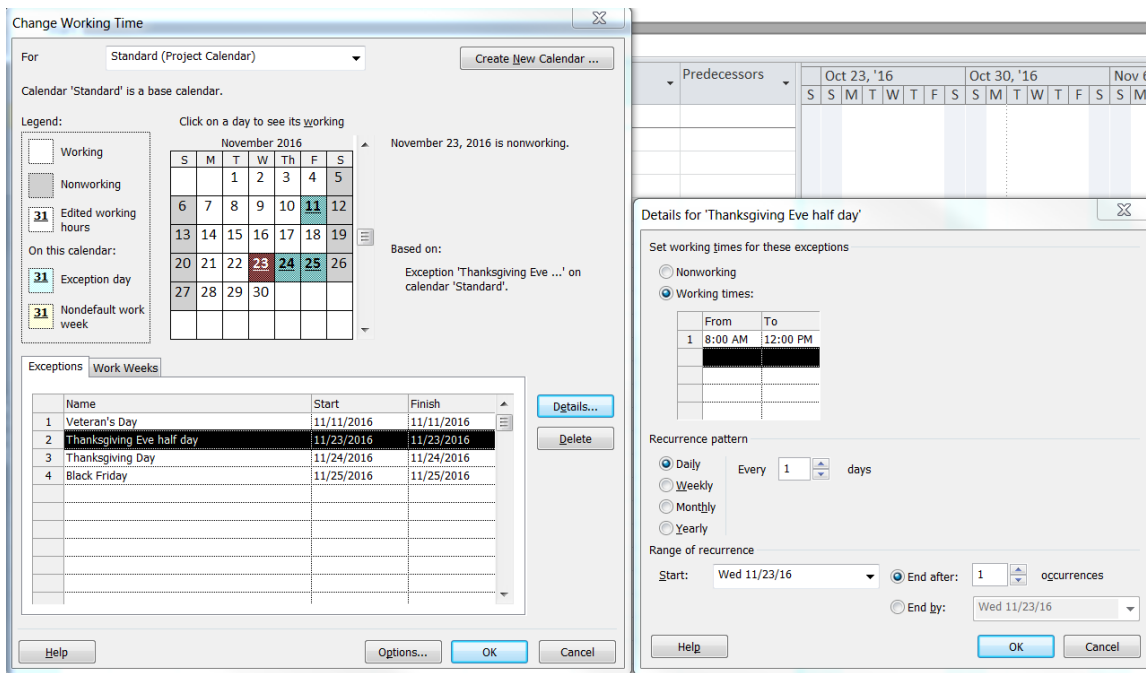 Change Working Time
For Standard (Project Calendar) Create New Calendar ...
Calendar 'Standard' is a base calendar.
Legend:
Working
Nonworking
31 Edited working hours
On this calendar:
31 Exception day
31 Nondefault work week
Click on a day to see its working
November 2016
S M T W Th F S
1 2 3 4 5
6 7 8 9 10 11 12
13 14 15 16 17 18 19
20 21 22 23 24 25 26
27 28 29 30
November 23, 2016 is nonworking.
Based on:
Exception 'Thanksgiving Eve ...' on
calendar 'Standard'.
Exceptions Work Weeks
Name Start Finish
1 Veteran's Day 11/11/2016 11/11/2016
2 Thanksgiving Eve half day 11/23/2016 11/23/2016
3 Thanksgiving Day 11/24/2016 11/24/2016
4 Black Friday 11/25/2016 11/25/2016
Details...
Delete
Help Options... OK Cancel
Predecessors Oct 23, '16 Oct 30, '16 Nov 6
S S M T W T F S S M T W T F S S M
Details for 'Thanksgiving Eve half day'
Set working times for these exceptions
Nonworking
Working times:
From To
1 8:00 AM 12:00 PM
Recurrence pattern
Daily Every 1 days
Weekly
Monthly
Yearly
Range of recurrence
Start: Wed 11/23/16 End after: 1 occurrences
End by: Wed 11/23/16
Help OK Cancel